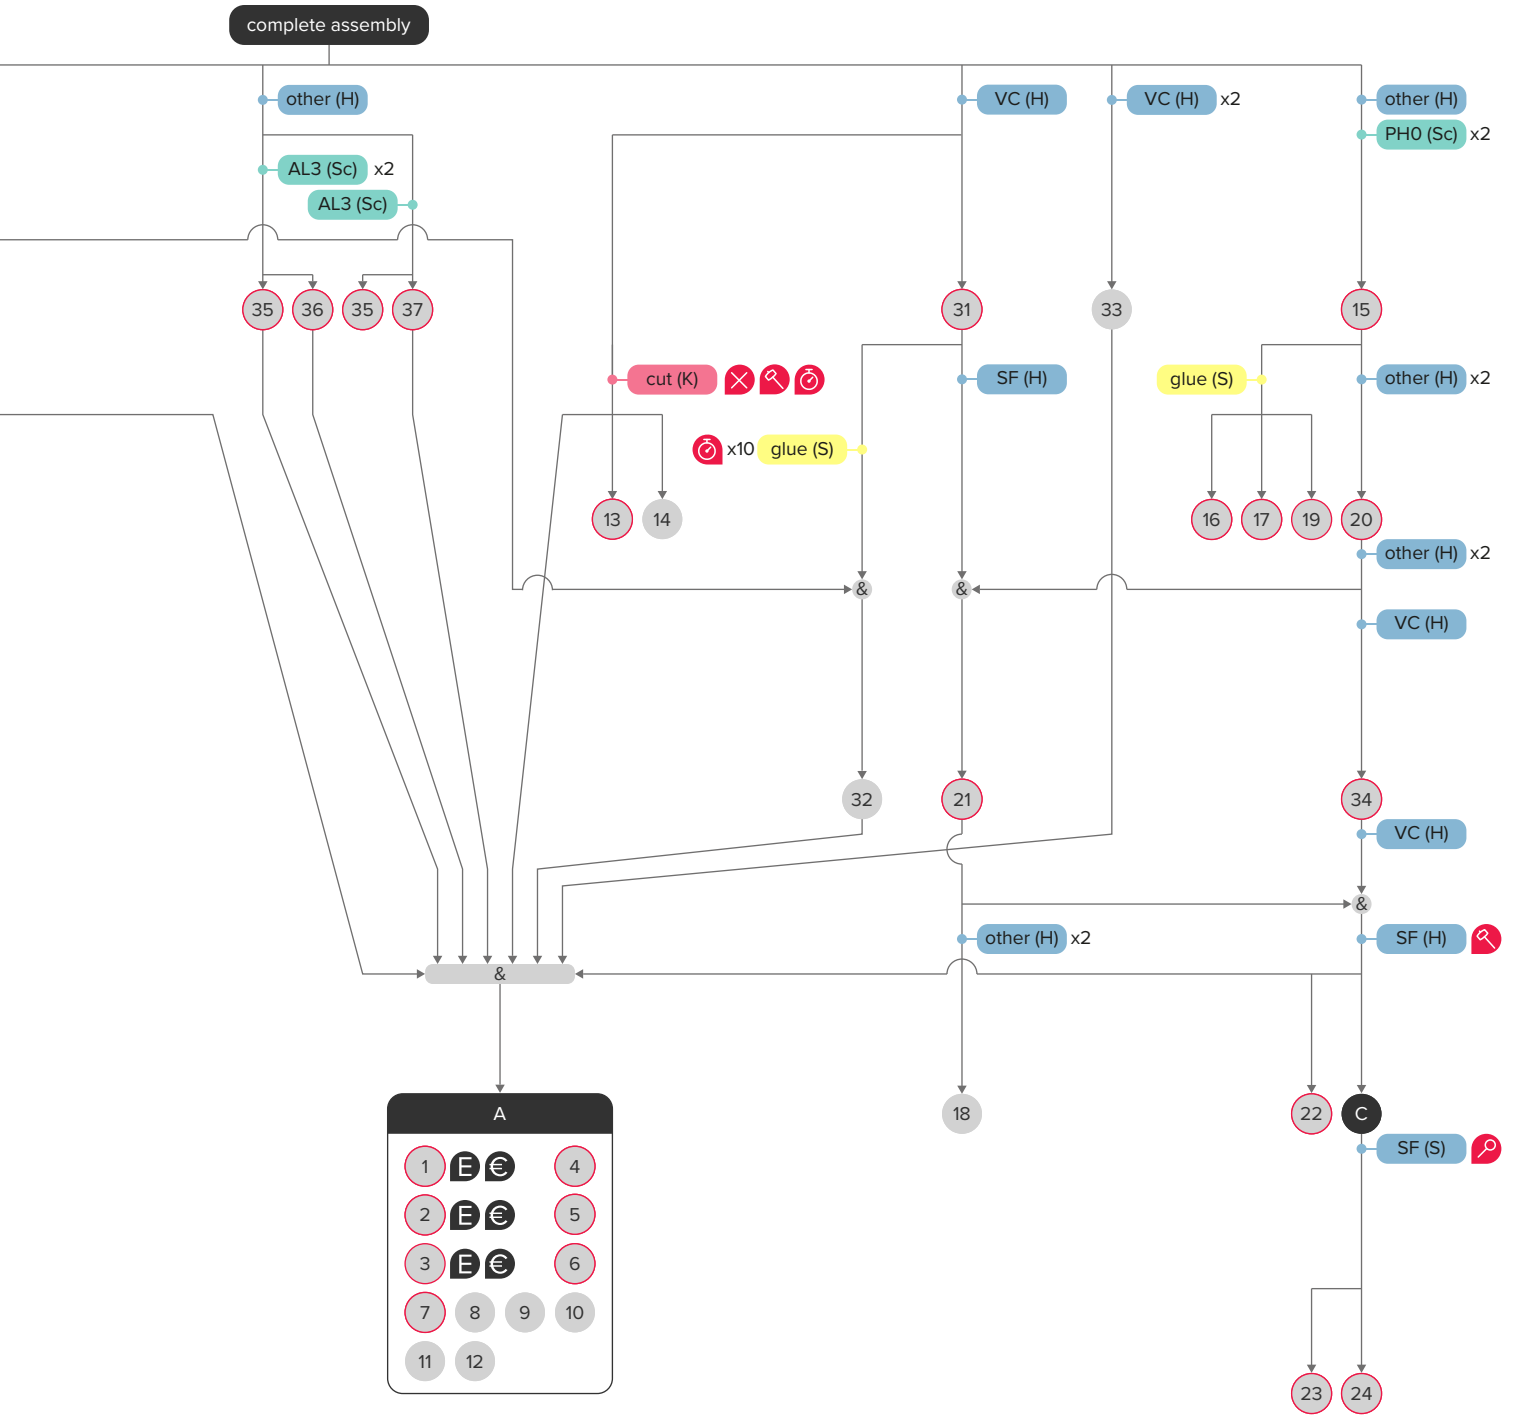 complete assembly
other (H)
VC (H)
VC (H) x2
other (H)
PH0 (Sc) x2
AL3 (Sc) x2
AL3 (Sc)
35 36 35 37
31
33
15
cut (K)
SF (H)
glue (S)
other (H) x2
x10 glue (S)
13 14
16 17 19 20
other (H) x2
&
&
VC (H)
32
21
34
VC (H)
&
other (H) x2
SF (H)
&
A
18
22
C
SF (S)
1 E € 4
2 E € 5
3 E € 6
7 8 9 10
11 12
23 24